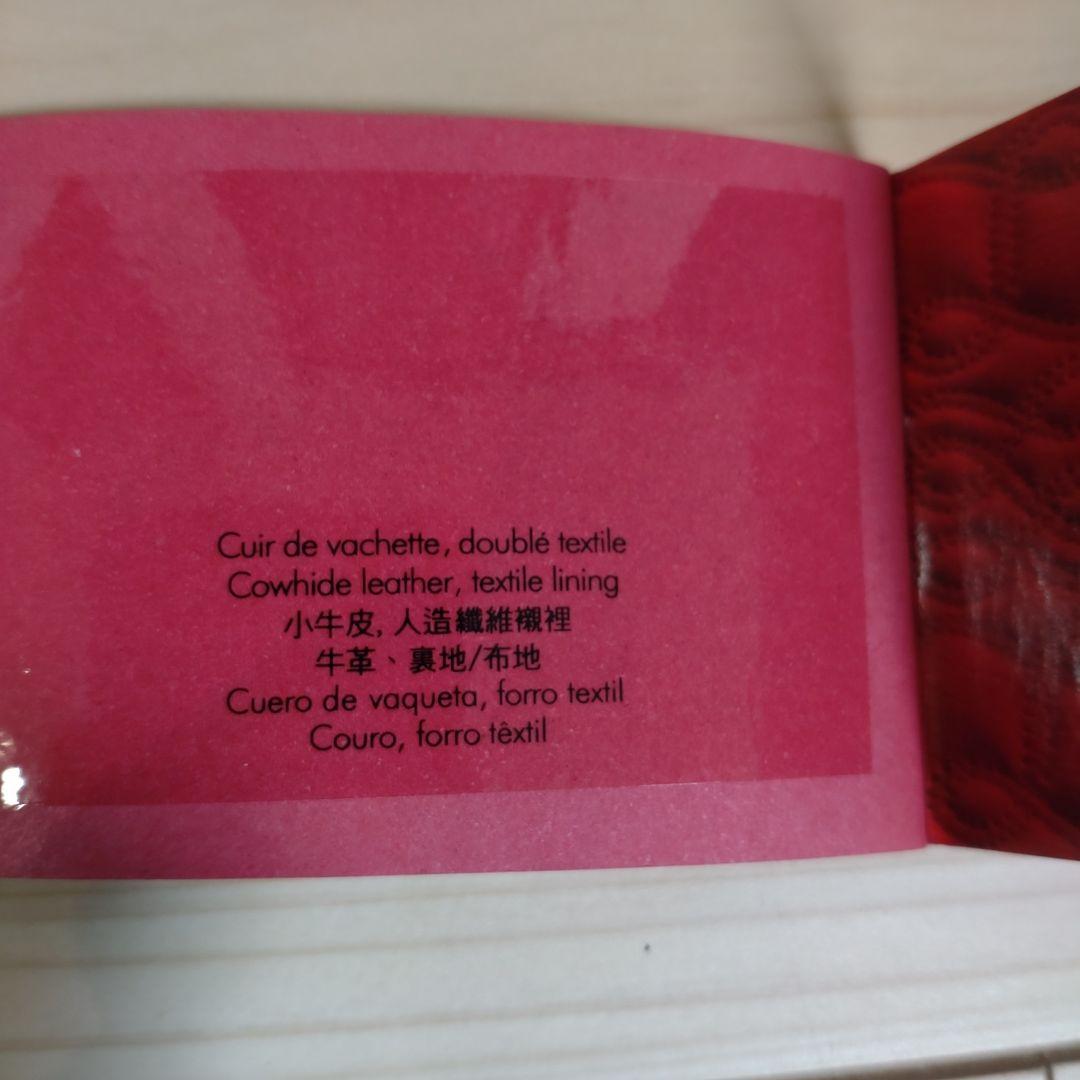 Cuir de vachette, doublé textile
Cowhide leather, textile lining
小牛皮, 人造纖維襯裡
牛革、裏地/布地
Cuero de vaqueta, forro textil
Couro, forro têxtil